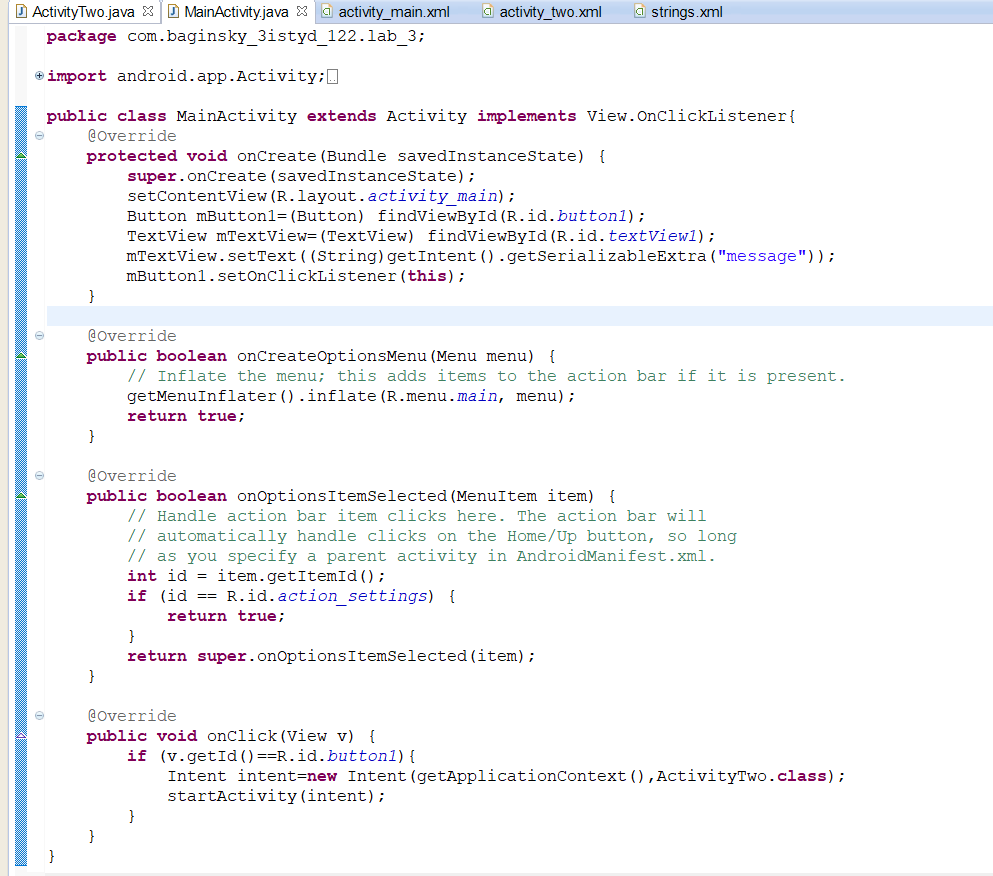 ActivityTwo.java MainActivity.java activity_main.xml activity_two.xml strings.xml
package com.baginsky_3istyd_122.lab_3;
import android.app.Activity;
public class MainActivity extends Activity implements View.OnClickListener{
@Override
protected void onCreate(Bundle savedInstanceState) {
super.onCreate(savedInstanceState);
setContentView(R.layout.activity_main);
Button mButton1=(Button) findViewById(R.id.button1);
TextView mTextView=(TextView) findViewById(R.id.textView1);
mTextView.setText((String)getIntent().getSerializableExtra("message"));
mButton1.setOnClickListener(this);
}
@Override
public boolean onCreateOptionsMenu(Menu menu) {
// Inflate the menu; this adds items to the action bar if it is present.
getMenuInflater().inflate(R.menu.main, menu);
return true;
}
@Override
public boolean onOptionsItemSelected(MenuItem item) {
// Handle action bar item clicks here. The action bar will
// automatically handle clicks on the Home/Up button, so long
// as you specify a parent activity in AndroidManifest.xml.
int id = item.getItemId();
if (id == R.id.action_settings) {
return true;
}
return super.onOptionsItemSelected(item);
}
@Override
public void onClick(View v) {
if (v.getId()==R.id.button1){
Intent intent=new Intent(getApplicationContext(),ActivityTwo.class);
startActivity(intent);
}
}
}